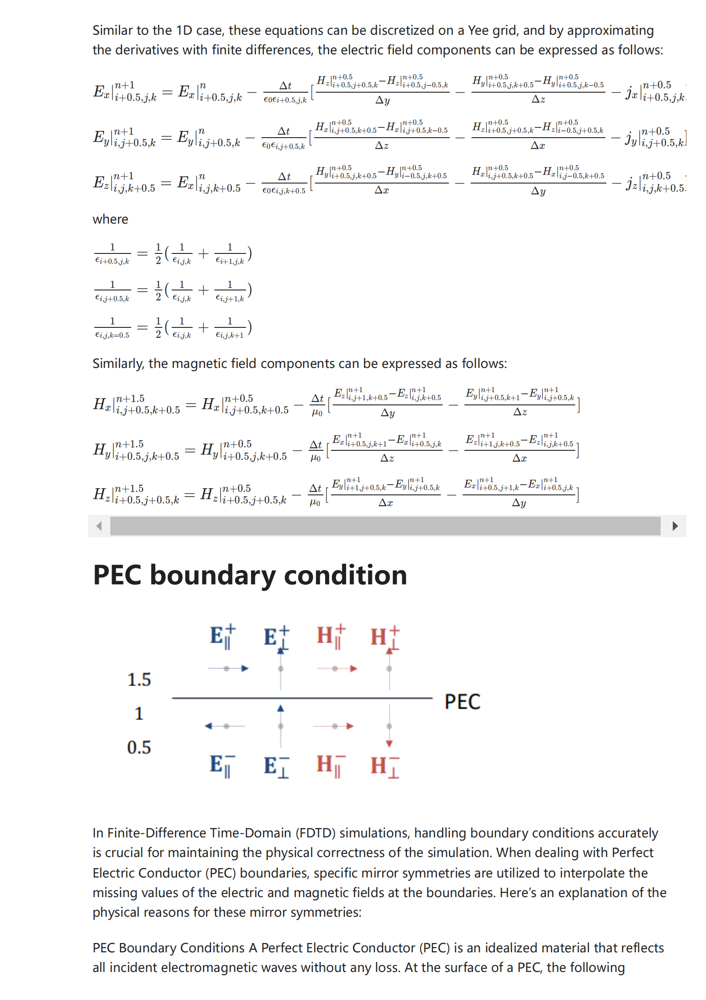 Similar to the 1D case, these equations can be discretized on a Yee grid, and by approximating
the derivatives with finite differences, the electric field components can be expressed as follows:
$E_x|_{i+0.5,j,k}^{n+1} = E_x|_{i+0.5,j,k}^{n} - \frac{\Delta t}{\epsilon_0\epsilon_{i+0.5,j,k}}[\frac{H_z|_{i+0.5,j+0.5,k}^{n+0.5}-H_z|_{i+0.5,j-0.5,k}^{n+0.5}}{\Delta y} - \frac{H_y|_{i+0.5,j,k+0.5}^{n+0.5}-H_y|_{i+0.5,j,k-0.5}^{n+0.5}}{\Delta z} - j_x|_{i+0.5,j,k}^{n+0.5}$
$E_y|_{i,j+0.5,k}^{n+1} = E_y|_{i,j+0.5,k}^{n} - \frac{\Delta t}{\epsilon_0\epsilon_{i,j+0.5,k}}[\frac{H_x|_{i,j+0.5,k+0.5}^{n+0.5}-H_x|_{i,j+0.5,k-0.5}^{n+0.5}}{\Delta z} - \frac{H_z|_{i+0.5,j+0.5,k}^{n+0.5}-H_z|_{i-0.5,j+0.5,k}^{n+0.5}}{\Delta x} - j_y|_{i,j+0.5,k}^{n+0.5}]$
$E_z|_{i,j,k+0.5}^{n+1} = E_x|_{i,j,k+0.5}^{n} - \frac{\Delta t}{\epsilon_0\epsilon_{i,j,k+0.5}}[\frac{H_y|_{i+0.5,j,k+0.5}^{n+0.5}-H_y|_{i-0.5,j,k+0.5}^{n+0.5}}{\Delta x} - \frac{H_x|_{i,j+0.5,k+0.5}^{n+0.5}-H_x|_{i,j-0.5,k+0.5}^{n+0.5}}{\Delta y} - j_z|_{i,j,k+0.5}^{n+0.5}]$
where
$\frac{1}{\epsilon_{i+0.5,j,k}} = \frac{1}{2}(\frac{1}{\epsilon_{i,j,k}} + \frac{1}{\epsilon_{i+1,j,k}})$
$\frac{1}{\epsilon_{i,j+0.5,k}} = \frac{1}{2}(\frac{1}{\epsilon_{i,j,k}} + \frac{1}{\epsilon_{i,j+1,k}})$
$\frac{1}{\epsilon_{i,j,k=0.5}} = \frac{1}{2}(\frac{1}{\epsilon_{i,j,k}} + \frac{1}{\epsilon_{i,j,k+1}})$
Similarly, the magnetic field components can be expressed as follows:
$H_x|_{i,j+0.5,k+0.5}^{n+1.5} = H_x|_{i,j+0.5,k+0.5}^{n+0.5} - \frac{\Delta t}{\mu_0}[\frac{E_z|_{i,j+1,k+0.5}^{n+1}-E_z|_{i,j,k+0.5}^{n+1}}{\Delta y} - \frac{E_y|_{i,j+0.5,k+1}^{n+1}-E_y|_{i,j+0.5,k}^{n+1}}{\Delta z}]$
$H_y|_{i+0.5,j,k+0.5}^{n+1.5} = H_y|_{i+0.5,j,k+0.5}^{n+0.5} - \frac{\Delta t}{\mu_0}[\frac{E_x|_{i+0.5,j,k+1}^{n+1}-E_x|_{i+0.5,j,k}^{n+1}}{\Delta z} - \frac{E_z|_{i+1,j,k+0.5}^{n+1}-E_z|_{i,j,k+0.5}^{n+1}}{\Delta x}]$
$H_z|_{i+0.5,j+0.5,k}^{n+1.5} = H_z|_{i+0.5,j+0.5,k}^{n+0.5} - \frac{\Delta t}{\mu_0}[\frac{E_y|_{i+1,j+0.5,k}^{n+1}-E_y|_{i,j+0.5,k}^{n+1}}{\Delta x} - \frac{E_x|_{i+0.5,j+1,k}^{n+1}-E_x|_{i+0.5,j,k}^{n+1}}{\Delta y}]$
PEC boundary condition
$\mathbf{E}_{\parallel}^{+}$ $\mathbf{E}_{\perp}^{+}$ $\mathbf{H}_{\parallel}^{+}$ $\mathbf{H}_{\perp}^{+}$
1.5
PEC
1
0.5
$\mathbf{E}_{\parallel}^{-}$ $\mathbf{E}_{\perp}^{-}$ $\mathbf{H}_{\parallel}^{-}$ $\mathbf{H}_{\perp}^{-}$
In Finite-Difference Time-Domain (FDTD) simulations, handling boundary conditions accurately
is crucial for maintaining the physical correctness of the simulation. When dealing with Perfect
Electric Conductor (PEC) boundaries, specific mirror symmetries are utilized to interpolate the
missing values of the electric and magnetic fields at the boundaries. Here’s an explanation of the
physical reasons for these mirror symmetries:
PEC Boundary Conditions A Perfect Electric Conductor (PEC) is an idealized material that reflects
all incident electromagnetic waves without any loss. At the surface of a PEC, the following